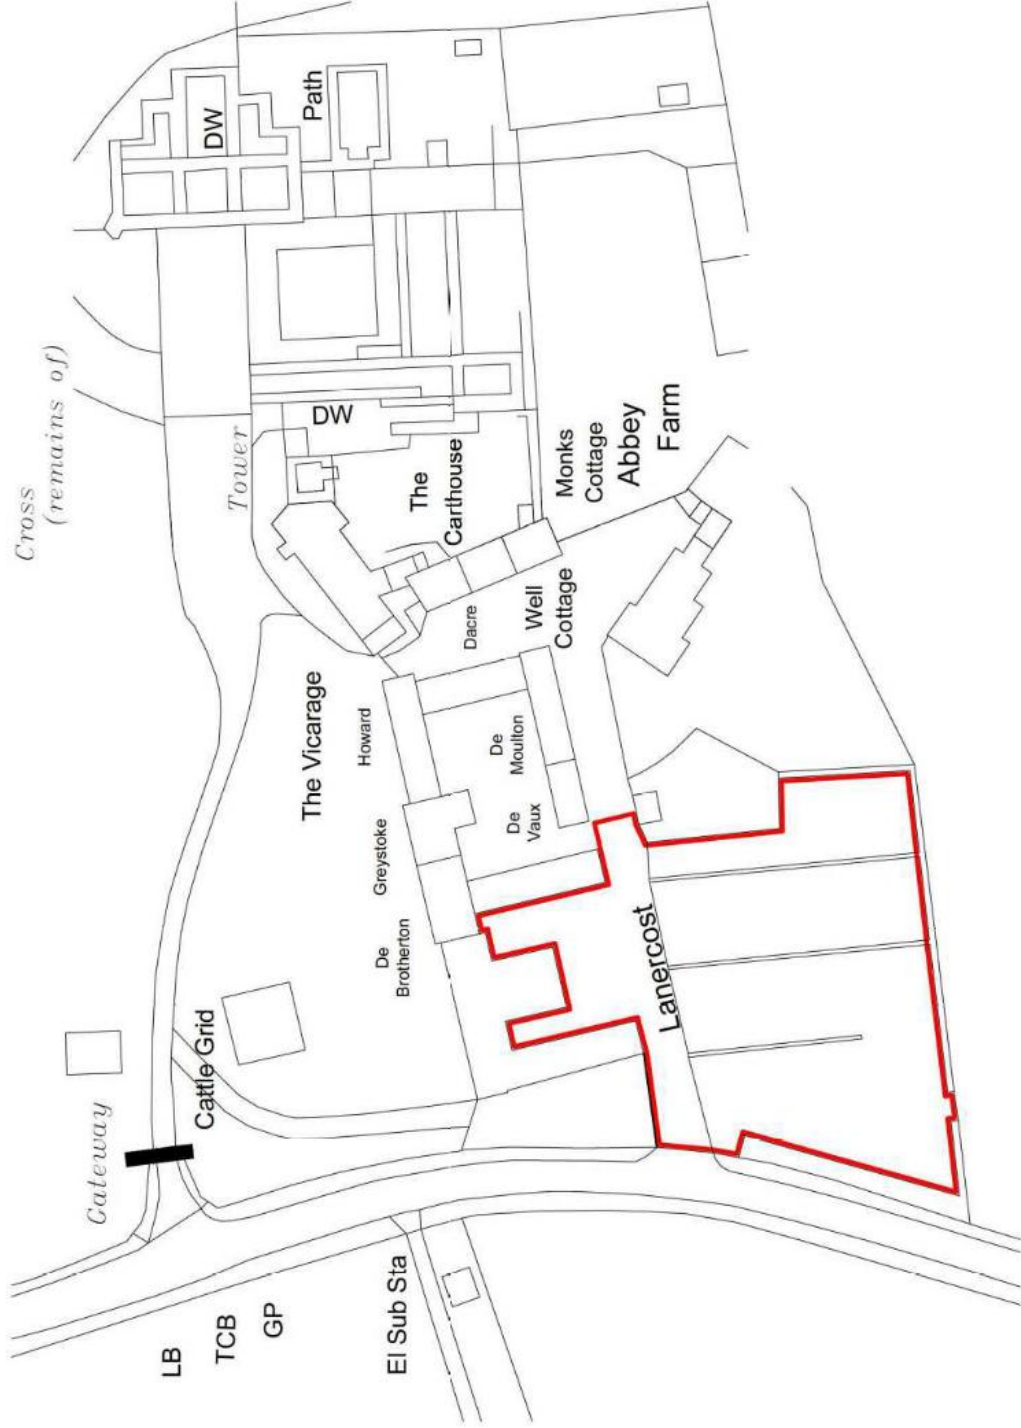 Cross
(remains of)
Gateway
LB
Cattle Grid
DW
TCB
Tower
GP
The Vicarage
Path
DW
Howard
Greystoke
De
Brotherton
El Sub Sta
The
Carthouse
Dacre
De
Moulton
De
Vaux
Well
Cottage
Monks
Cottage
Abbey
Farm
Lanercost